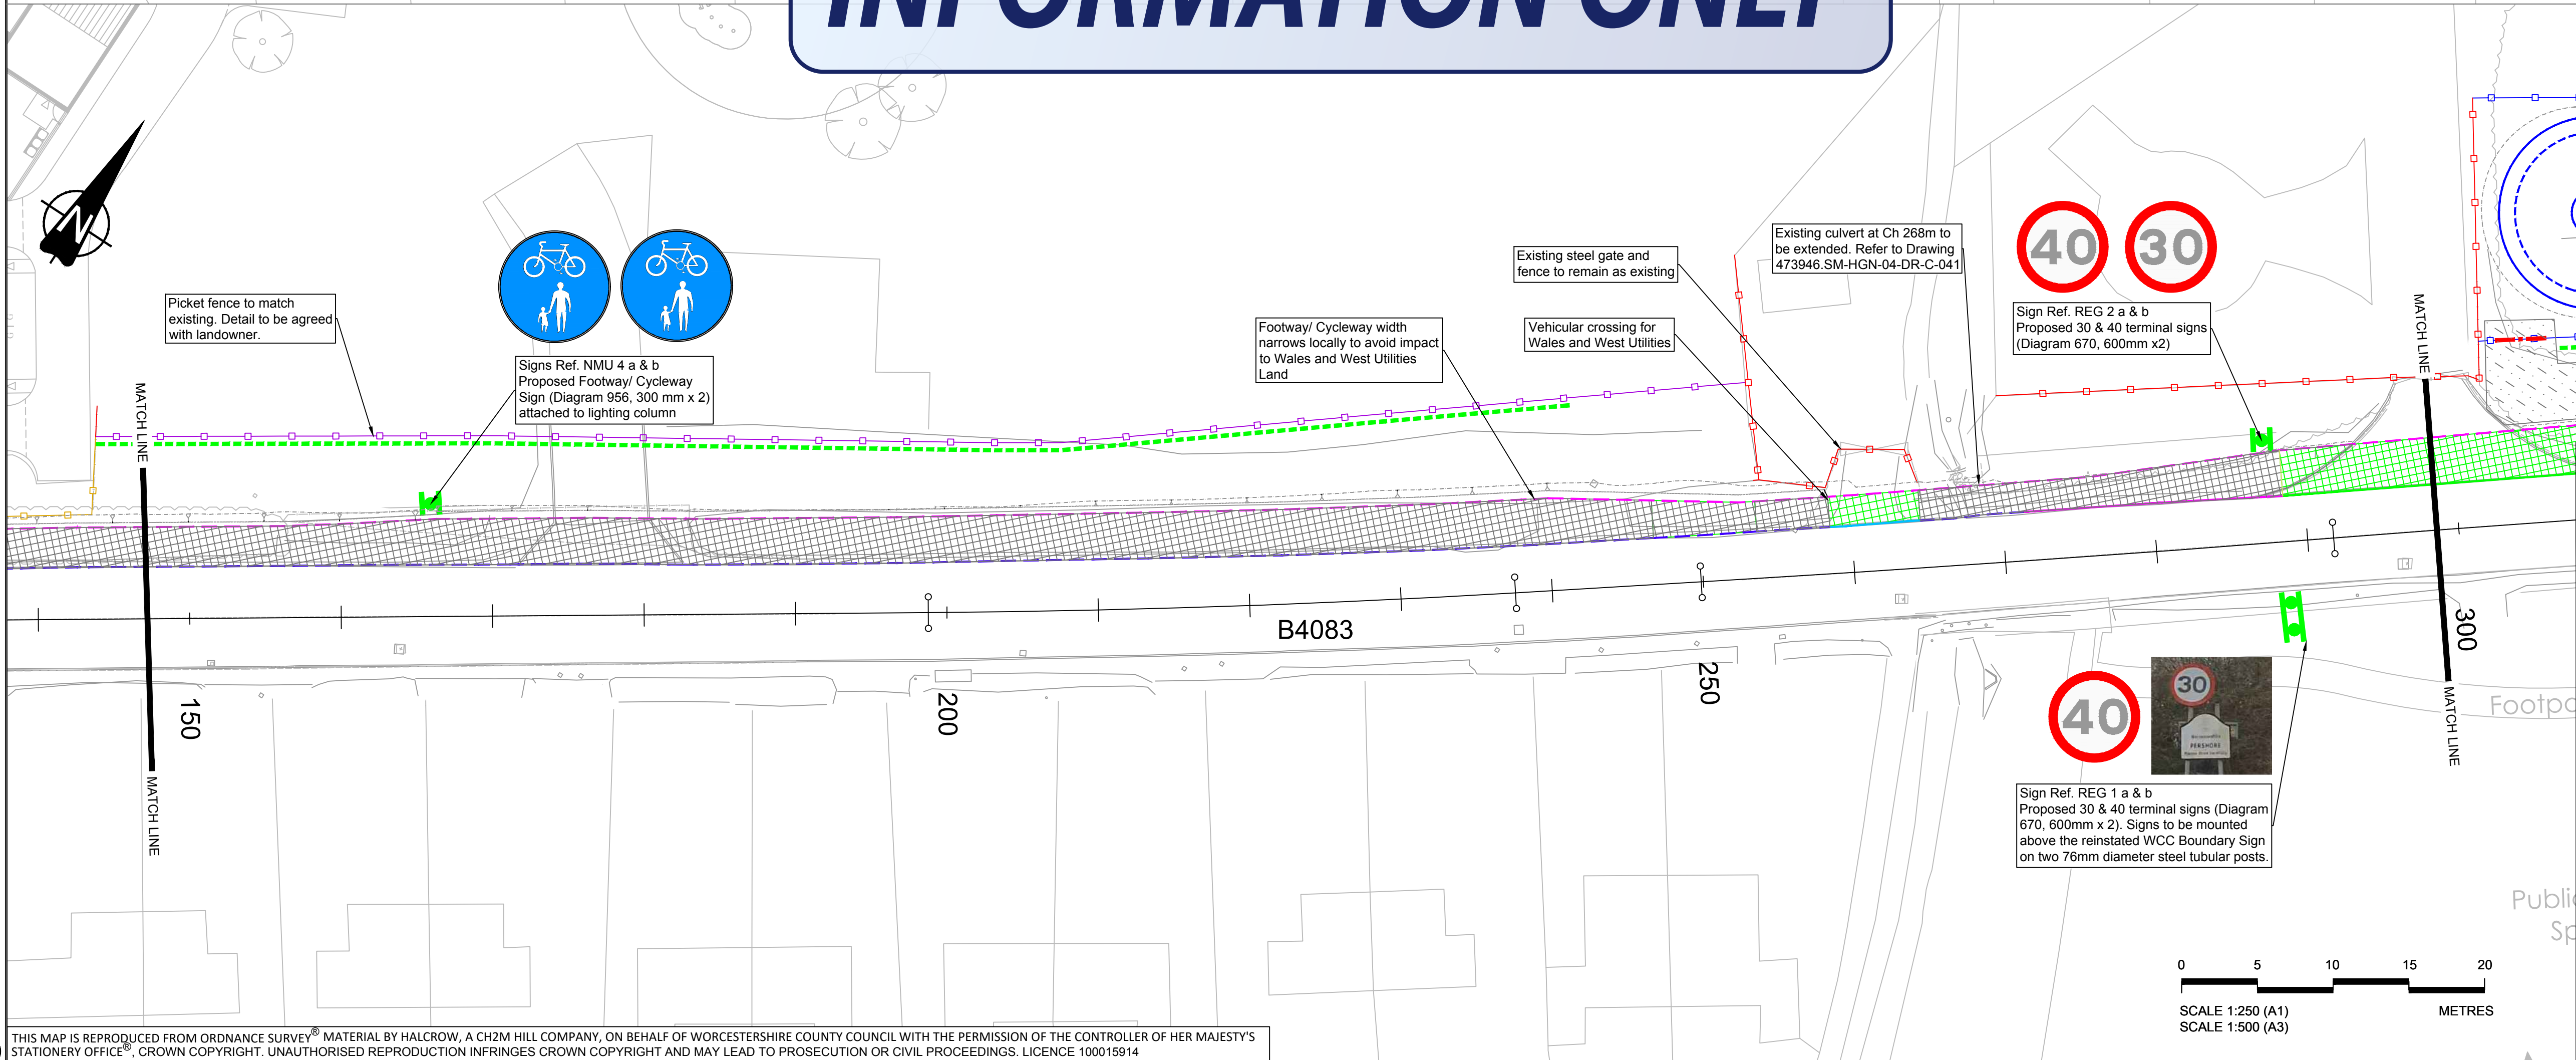 INFORMATION ONLY
N
Picket fence to match
existing. Detail to be agreed
with landowner.
MATCH LINE
Signs Ref. NMU 4 a & b
Proposed Footway/ Cycleway
Sign (Diagram 956, 300 mm x 2)
attached to lighting column
Footway/ Cycleway width
narrows locally to avoid impact
to Wales and West Utilities
Land
Existing steel gate and
fence to remain as existing
Vehicular crossing for
Wales and West Utilities
Existing culvert at Ch 268m to
be extended. Refer to Drawing
473946.SM-HGN-04-DR-C-041
40
30
Sign Ref. REG 2 a & b
Proposed 30 & 40 terminal signs
(Diagram 670, 600mm x2)
MATCH LINE
B4083
150
200
250
300
MATCH LINE
MATCH LINE
40
30
PERSHORE
Sign Ref. REG 1 a & b
Proposed 30 & 40 terminal signs (Diagram
670, 600mm x 2). Signs to be mounted
above the reinstated WCC Boundary Sign
on two 76mm diameter steel tubular posts.
Footpa
Public
Sp
0 5 10 15 20
SCALE 1:250 (A1) METRES
SCALE 1:500 (A3)
THIS MAP IS REPRODUCED FROM ORDNANCE SURVEY® MATERIAL BY HALCROW, A CH2M HILL COMPANY, ON BEHALF OF WORCESTERSHIRE COUNTY COUNCIL WITH THE PERMISSION OF THE CONTROLLER OF HER MAJESTY'S
STATIONERY OFFICE®, CROWN COPYRIGHT. UNAUTHORISED REPRODUCTION INFRINGES CROWN COPYRIGHT AND MAY LEAD TO PROSECUTION OR CIVIL PROCEEDINGS. LICENCE 100015914